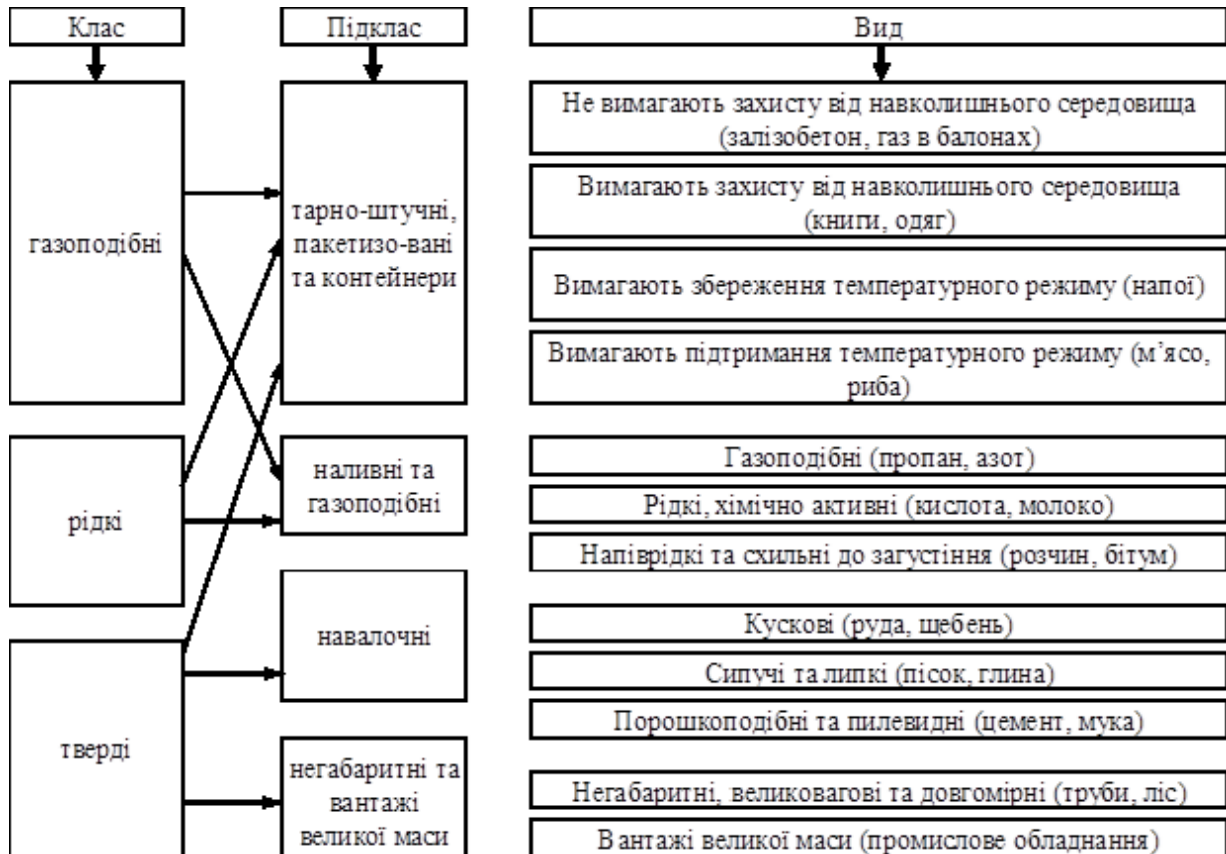 Клас
Підклас
Вид
газоподібні
тарно-штучні,
пакетизо-вані
та контейнери
Не вимагають захисту від навколишнього середовища
(залізобетон, газ в балонах)
Вимагають захисту від навколишнього середовища
(книги, одяг)
Вимагають збереження температурного режиму (напої)
Вимагають підтримання температурного режиму (м’ясо,
риба)
рідкі
наливні та
газоподібні
Газоподібні (пропан, азот)
Рідкі, хімічно активні (кислота, молоко)
Напіврідкі та схильні до загустіння (розчин, бітум)
тверді
навалочні
Кускові (руда, щебень)
Сипучі та липкі (пісок, глина)
Порошкоподібні та пилевидні (цемент, мука)
негабаритні та
вантажі
великої маси
Негабаритні, великовагові та довгомірні (труби, ліс)
Вантажі великої маси (промислове обладнання)